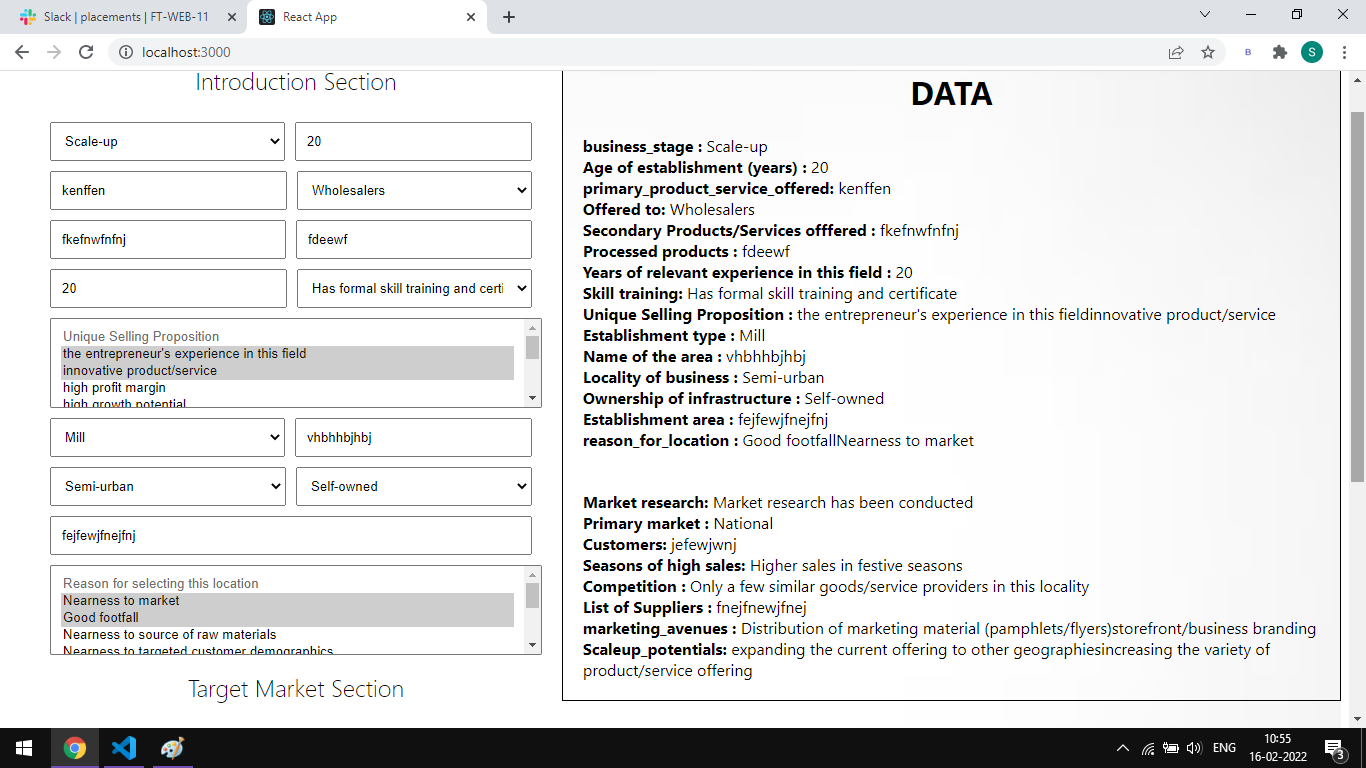 Slack | placements | FT-WEB-11
React App
localhost:3000
S
Introduction Section
Scale-up
20
kenffen
Wholesalers
fkefnwfnfnj
fdeewf
20
Has formal skill training and certi
Unique Selling Proposition
the entrepreneur's experience in this field
innovative product/service
high profit margin
high growth potential
Mill
vhbhhbjhbj
Semi-urban
Self-owned
fejfewjfnejfnj
Reason for selecting this location
Nearness to market
Good footfall
Nearness to source of raw materials
Nearness to targeted customer demographics
Target Market Section
DATA
business_stage : Scale-up
Age of establishment (years) : 20
primary_product_service_offered: kenffen
Offered to: Wholesalers
Secondary Products/Services offfered : fkefnwfnfnj
Processed products : fdeewf
Years of relevant experience in this field : 20
Skill training: Has formal skill training and certificate
Unique Selling Proposition : the entrepreneur's experience in this fieldinnovative product/service
Establishment type : Mill
Name of the area : vhbhhbjhbj
Locality of business : Semi-urban
Ownership of infrastructure : Self-owned
Establishment area : fejfewjfnejfnj
reason_for_location : Good footfallNearness to market
Market research: Market research has been conducted
Primary market : National
Customers: jefewjwnj
Seasons of high sales: Higher sales in festive seasons
Competition : Only a few similar goods/service providers in this locality
List of Suppliers : fnejfnewjfnej
marketing_avenues : Distribution of marketing material (pamphlets/flyers)storefront/business branding
Scaleup_potentials: expanding the current offering to other geographiesincreasing the variety of
product/service offering
ENG
10:55
16-02-2022
3
B